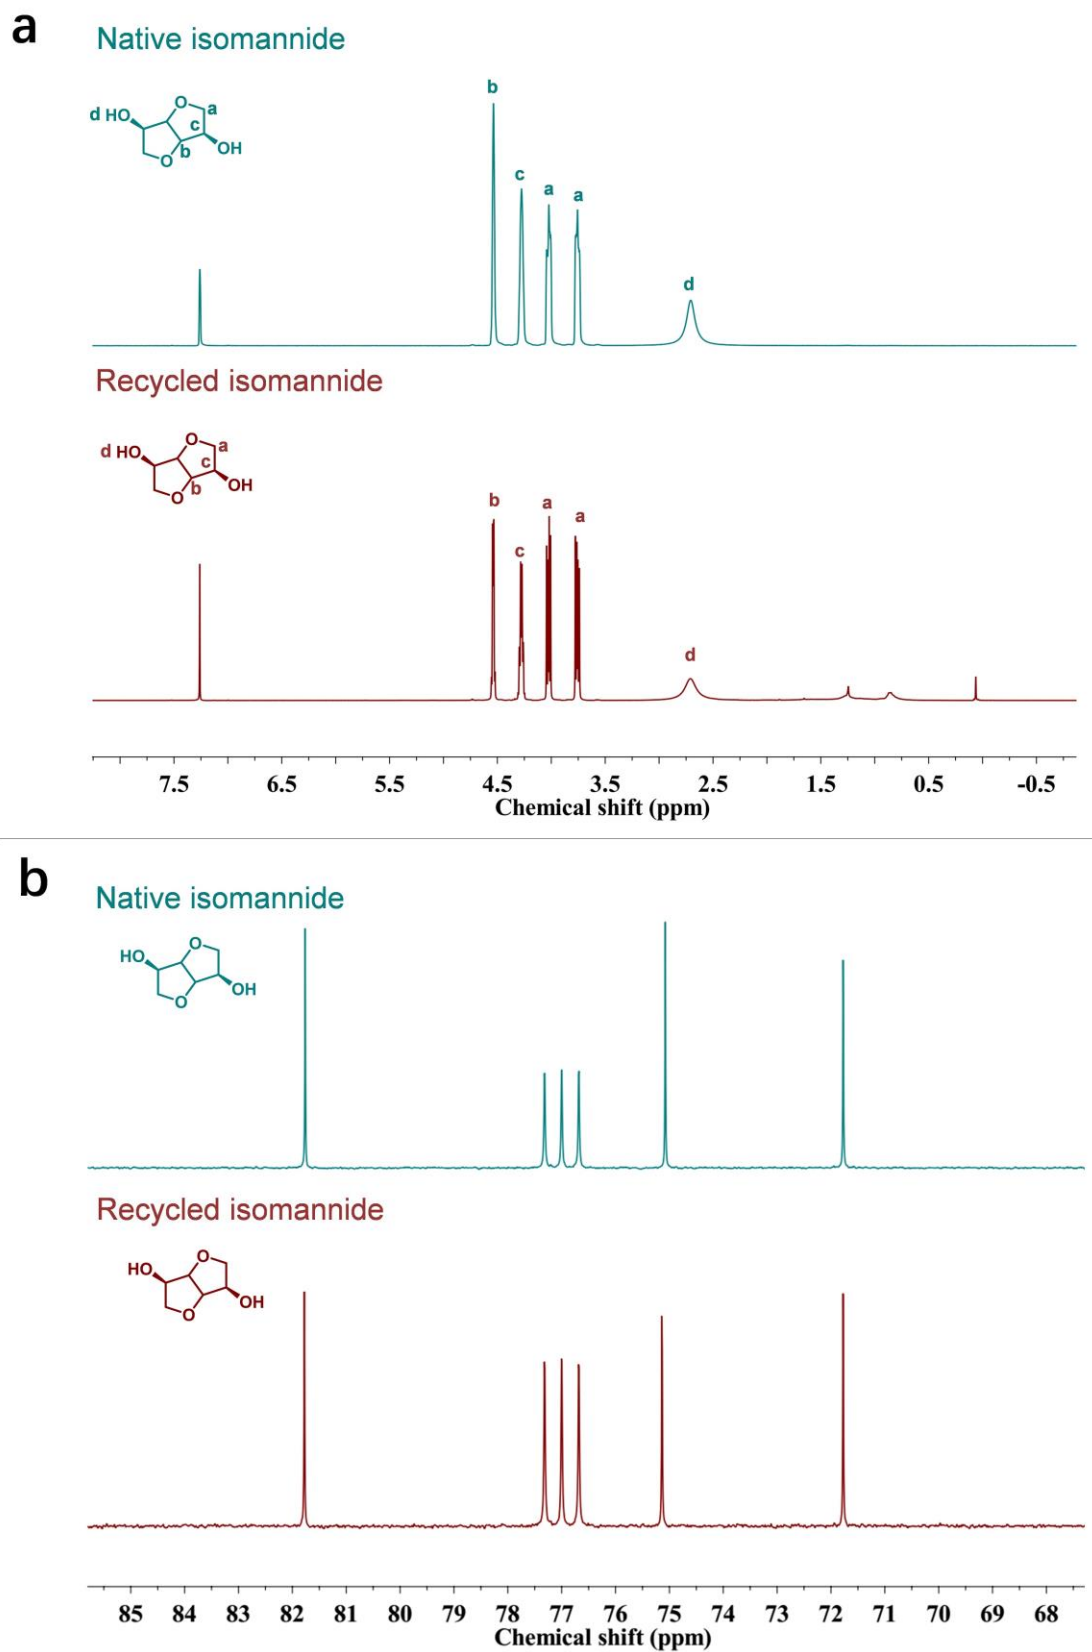 a
Native isomannide
b
d HO O a
c
OH
b
O
c
a
a
d
Recycled isomannide
d HO O a
c
OH
b
O
b
c
a
a
d
7.5 6.5 5.5 4.5 3.5 2.5 1.5 0.5 -0.5
Chemical shift (ppm)
b
Native isomannide
HO O
OH
O
Recycled isomannide
HO O
OH
O
85 84 83 82 81 80 79 78 77 76 75 74 73 72 71 70 69 68
Chemical shift (ppm)